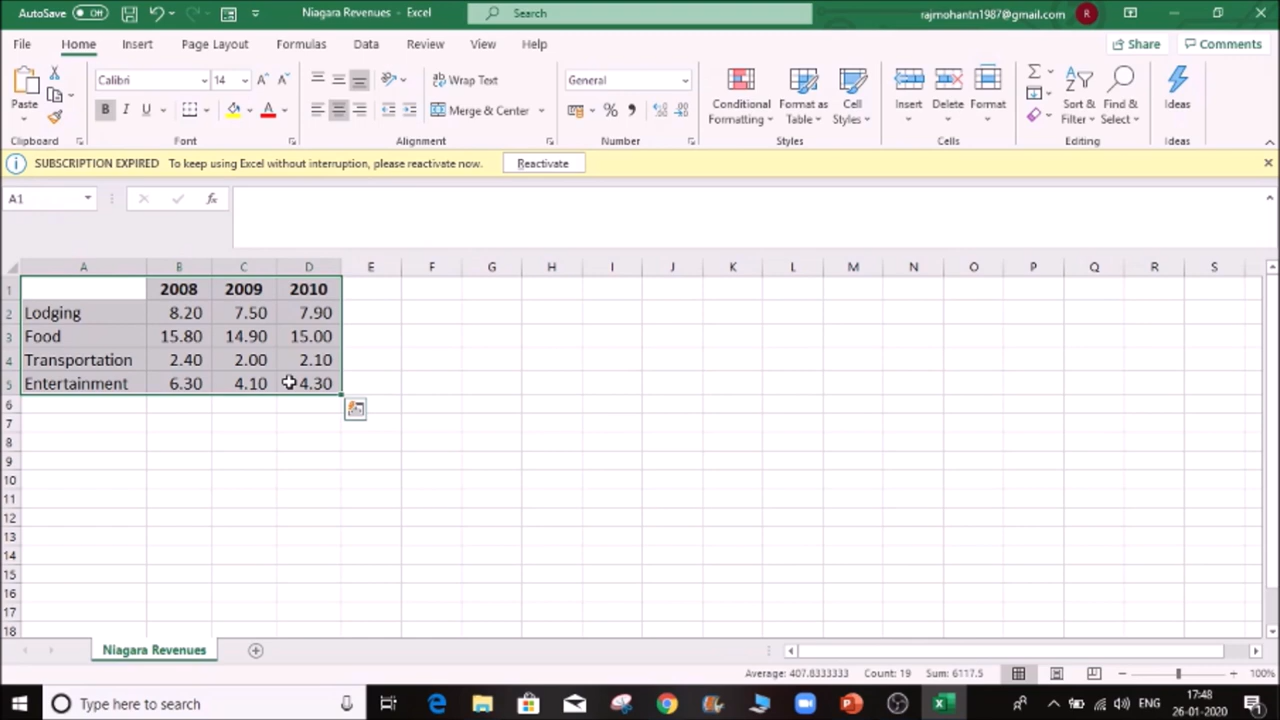 AutoSave Off Niagara Revenues - Excel Search rajmohantn1987@gmail.com R
File Home Insert Page Layout Formulas Data Review View Help Share Comments
Paste Calibri 14 Wrap Text General Conditional Formatting Format as Table Cell Styles Insert Delete Format Sort & Filter Find & Select Ideas
B I U Merge & Center
Clipboard Font Alignment Number Styles Cells Editing Ideas
SUBSCRIPTION EXPIRED To keep using Excel without interruption, please reactivate now. Reactivate
A1 fx
A B C D E F G H I J K L M N O P Q R S
1 2008 2009 2010
2 Lodging 8.20 7.50 7.90
3 Food 15.80 14.90 15.00
4 Transportation 2.40 2.00 2.10
5 Entertainment 6.30 4.10 4.30
6
7
8
9
10
11
12
13
14
15
16
17
18
Niagara Revenues
Average: 407.8333333 Count: 19 Sum: 6117.5 100%
Type here to search ENG 17:48
26-01-2020 1